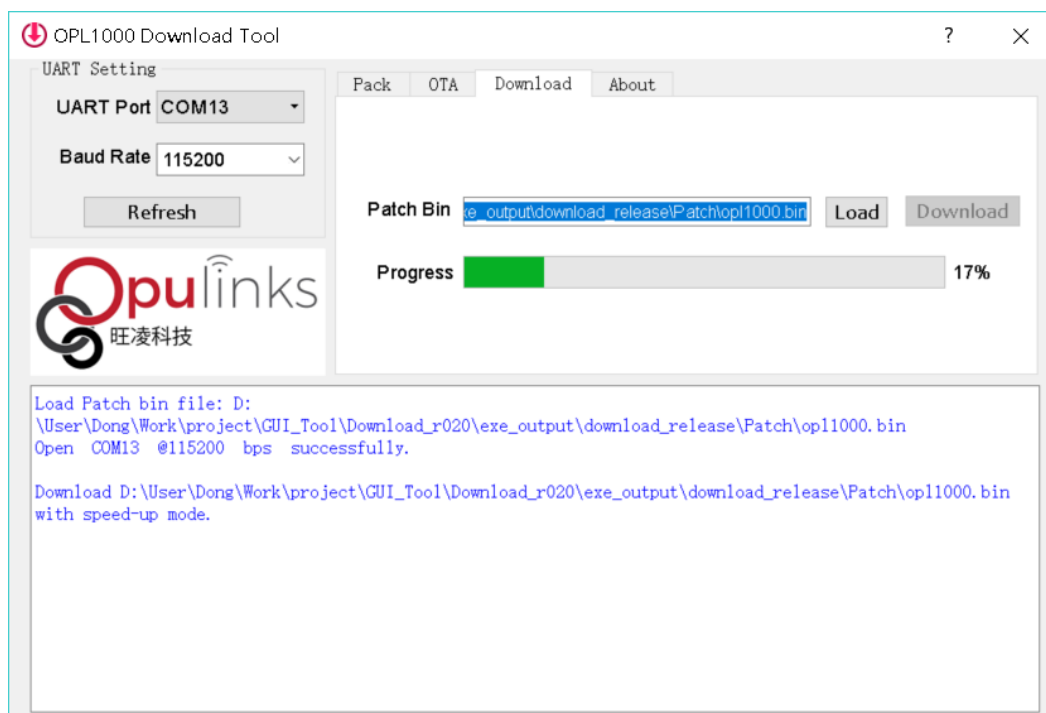 OPL1000 Download Tool
?
UART Setting
UART Port COM13
Baud Rate 115200
Refresh
Opulinks
旺凌科技
Pack OTA Download About
Patch Bin xe_output\download_release\Patch\opl1000.bin Load Download
Progress 17%
Load Patch bin file: D:
\User\Dong\Work\project\GUI_Tool\Download_r020\exe_output\download_release\Patch\opl1000.bin
Open COM13 @115200 bps successfully.
Download D:\User\Dong\Work\project\GUI_Tool\Download_r020\exe_output\download_release\Patch\opl1000.bin
with speed-up mode.